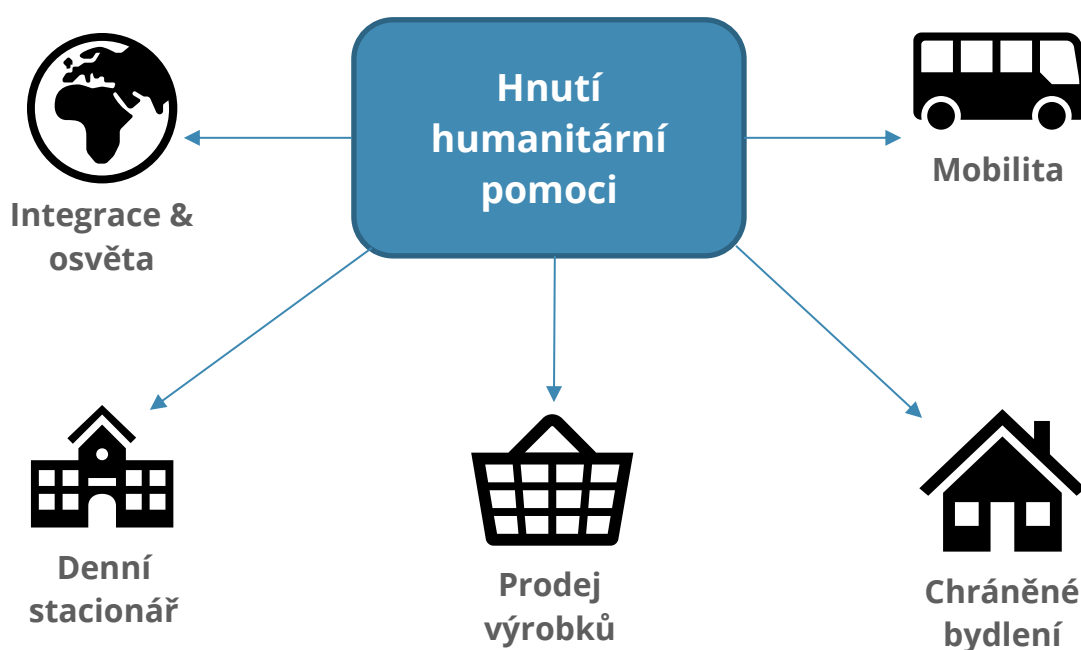 Hnutí
humanitární
pomoci
Integrace &
osvěta
Mobilita
Denní
stacionář
Prodej
výrobků
Chráněné
bydlení